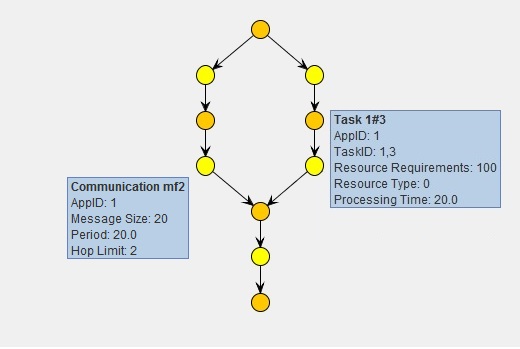 Task 1#3
AppID: 1
TaskID: 1,3
Resource Requirements: 100
Resource Type: 0
Processing Time: 20.0
Communication mf2
AppID: 1
Message Size: 20
Period: 20.0
Hop Limit: 2